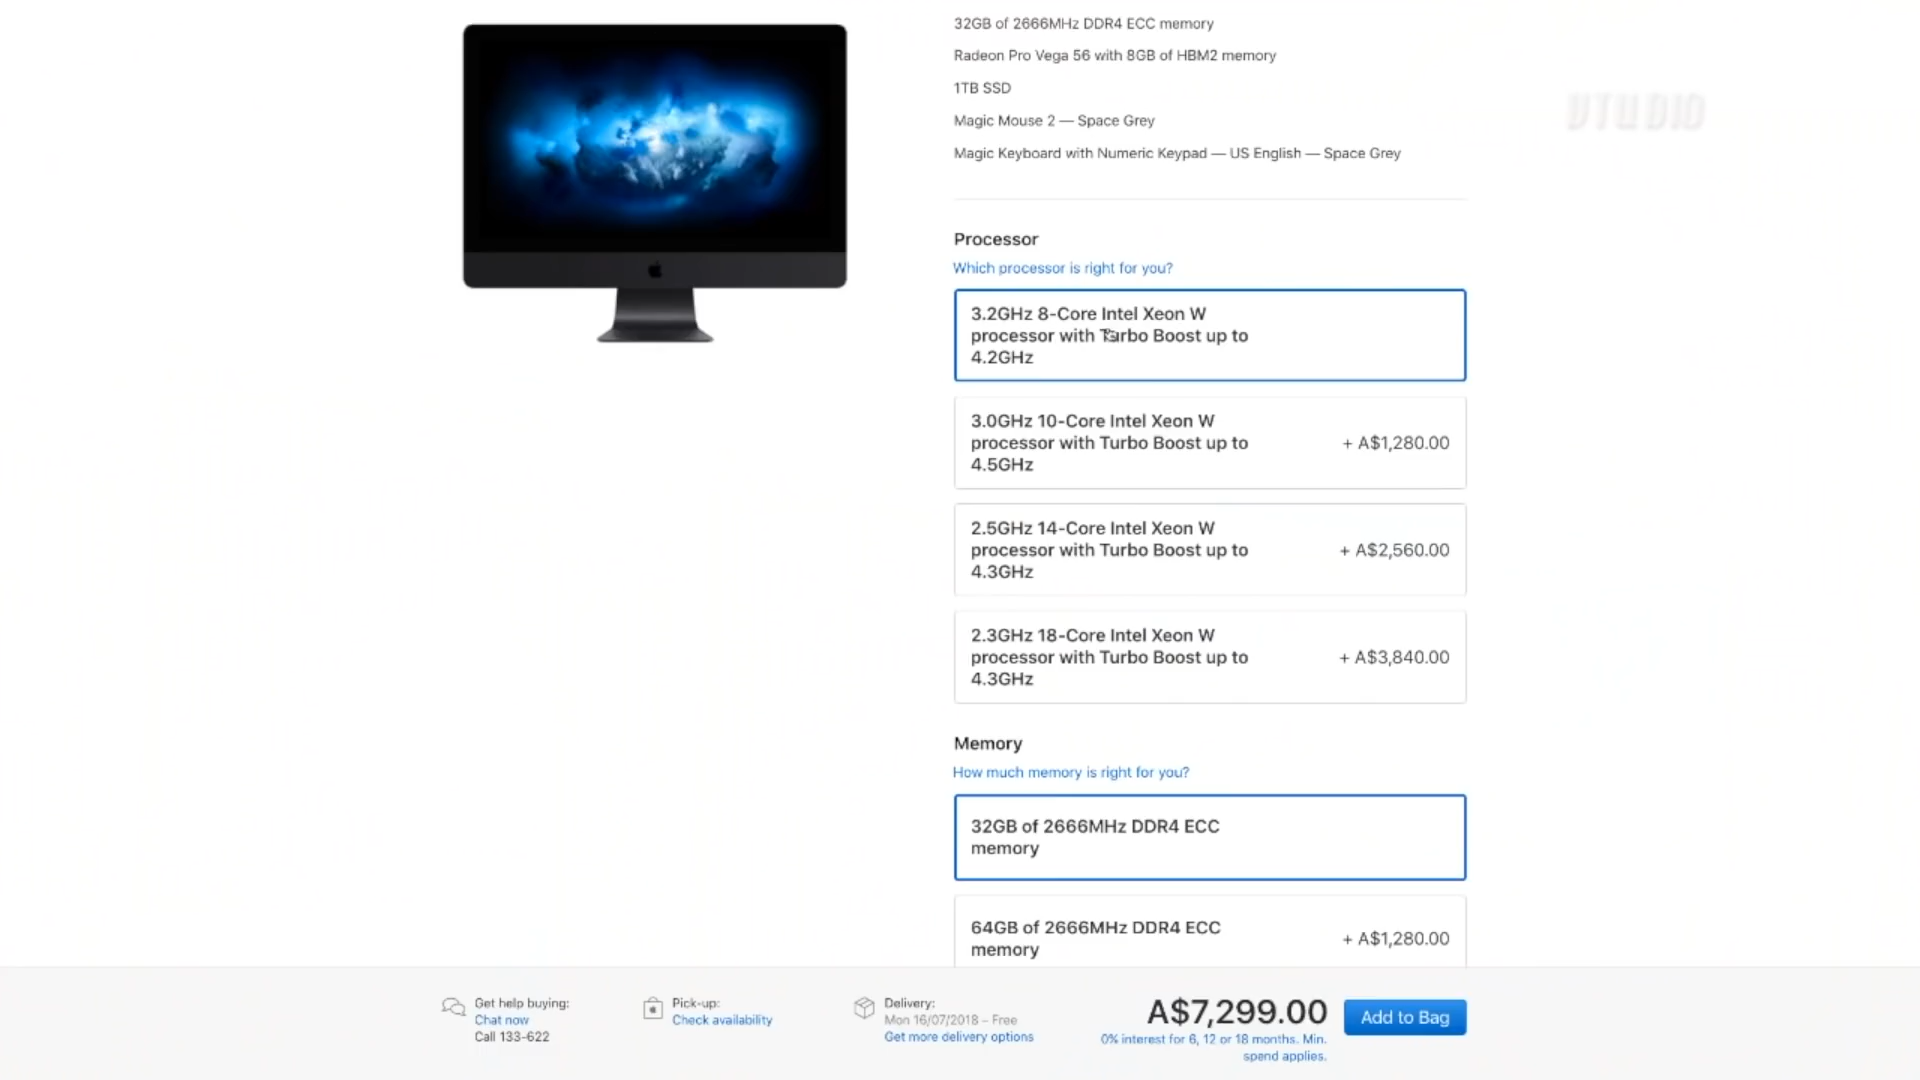 32GB of 2666MHz DDR4 ECC memory
Radeon Pro Vega 56 with 8GB of HBM2 memory
1TB SSD
Magic Mouse 2 — Space Grey
Magic Keyboard with Numeric Keypad — US English — Space Grey
Processor
Which processor is right for you?
3.2GHz 8-Core Intel Xeon W
processor with Turbo Boost up to
4.2GHz
3.0GHz 10-Core Intel Xeon W
processor with Turbo Boost up to
4.5GHz
+ A$1,280.00
2.5GHz 14-Core Intel Xeon W
processor with Turbo Boost up to
4.3GHz
+ A$2,560.00
2.3GHz 18-Core Intel Xeon W
processor with Turbo Boost up to
4.3GHz
+ A$3,840.00
Memory
How much memory is right for you?
32GB of 2666MHz DDR4 ECC
memory
64GB of 2666MHz DDR4 ECC
memory
+ A$1,280.00
Get help buying:
Chat now
Call 133-622
Pick-up:
Check availability
Delivery:
Mon 16/07/2018 – Free
Get more delivery options
A$7,299.00
0% interest for 6, 12 or 18 months. Min.
spend applies.
Add to Bag